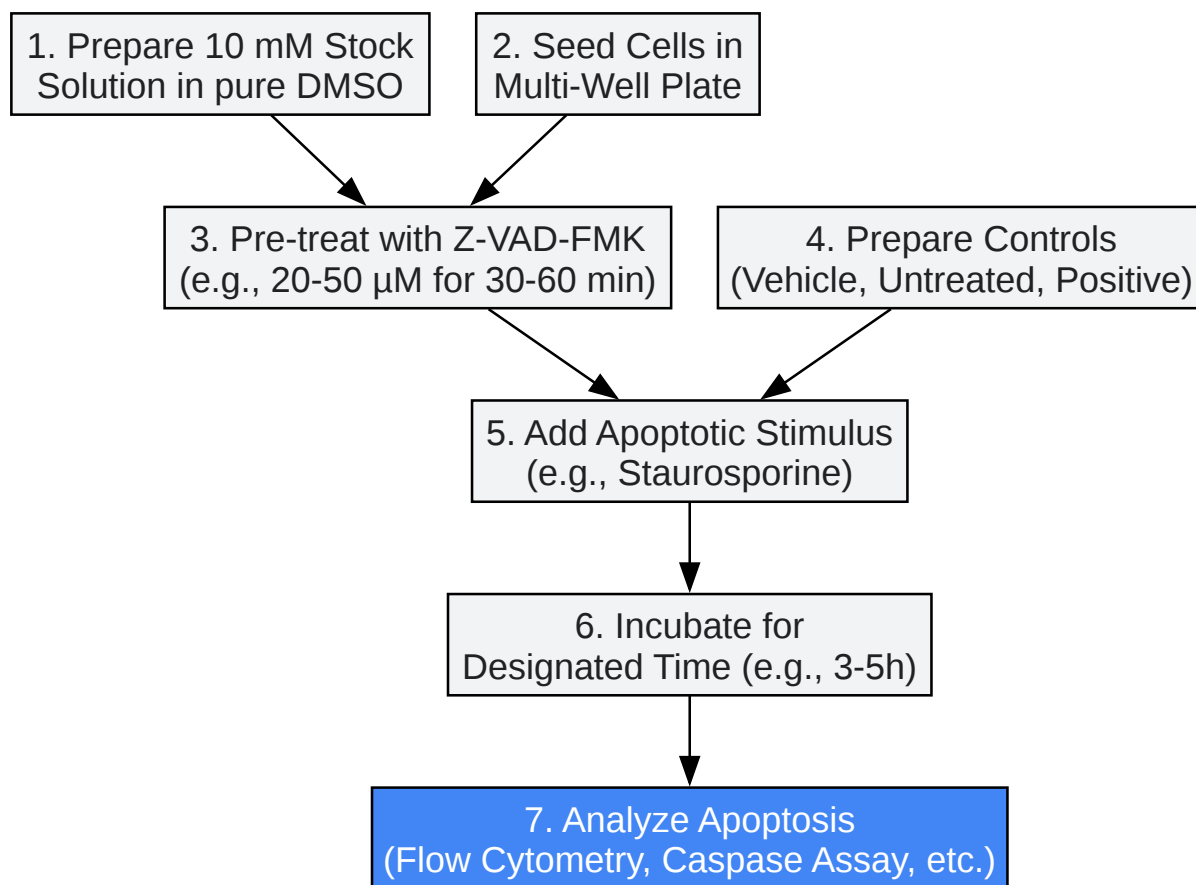 1. Prepare 10 mM Stock
Solution in pure DMSO
2. Seed Cells in
Multi-Well Plate
3. Pre-treat with Z-VAD-FMK
(e.g., 20-50 µM for 30-60 min)
4. Prepare Controls
(Vehicle, Untreated, Positive)
5. Add Apoptotic Stimulus
(e.g., Staurosporine)
6. Incubate for
Designated Time (e.g., 3-5h)
7. Analyze Apoptosis
(Flow Cytometry, Caspase Assay, etc.)